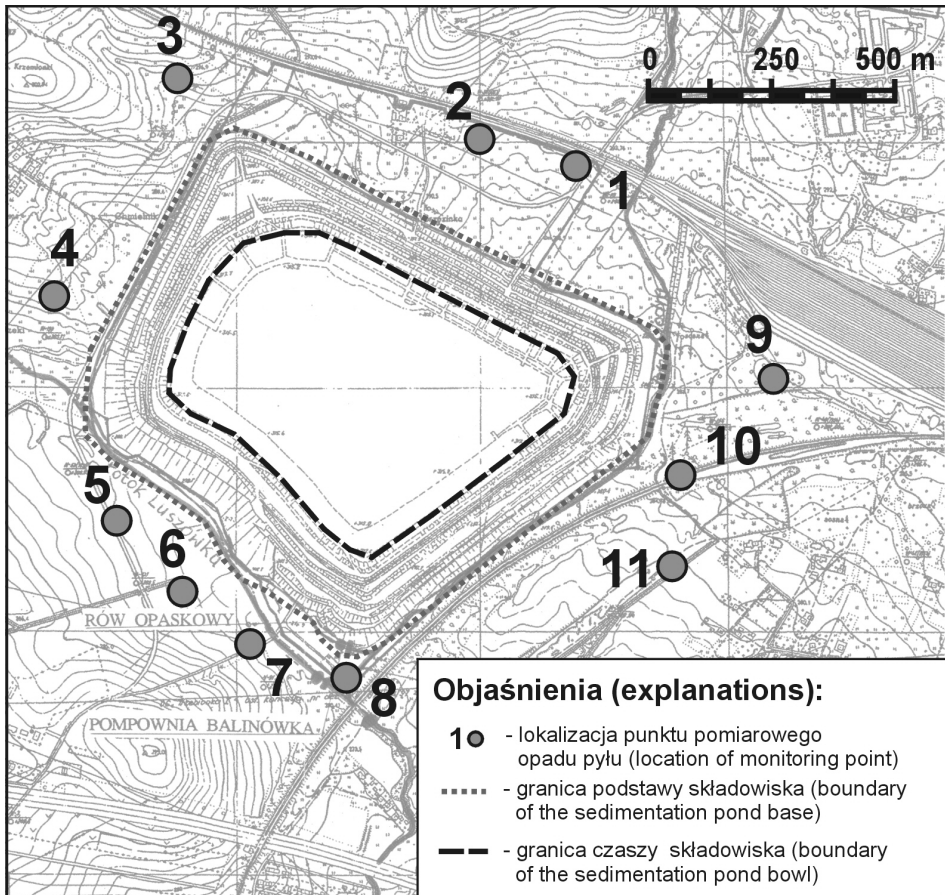 3
0 250 500 m
2
1
4
9
10
5
6
11
RÓW OPASKOWY
7
8
POMPOWNIA BALINÓWKA
Objaśnienia (explanations):
1 - lokalizacja punktu pomiarowego
opadu pyłu (location of monitoring point)
- granica podstawy składowiska (boundary
of the sedimentation pond base)
- granica czaszy składowiska (boundary
of the sedimentation pond bowl)